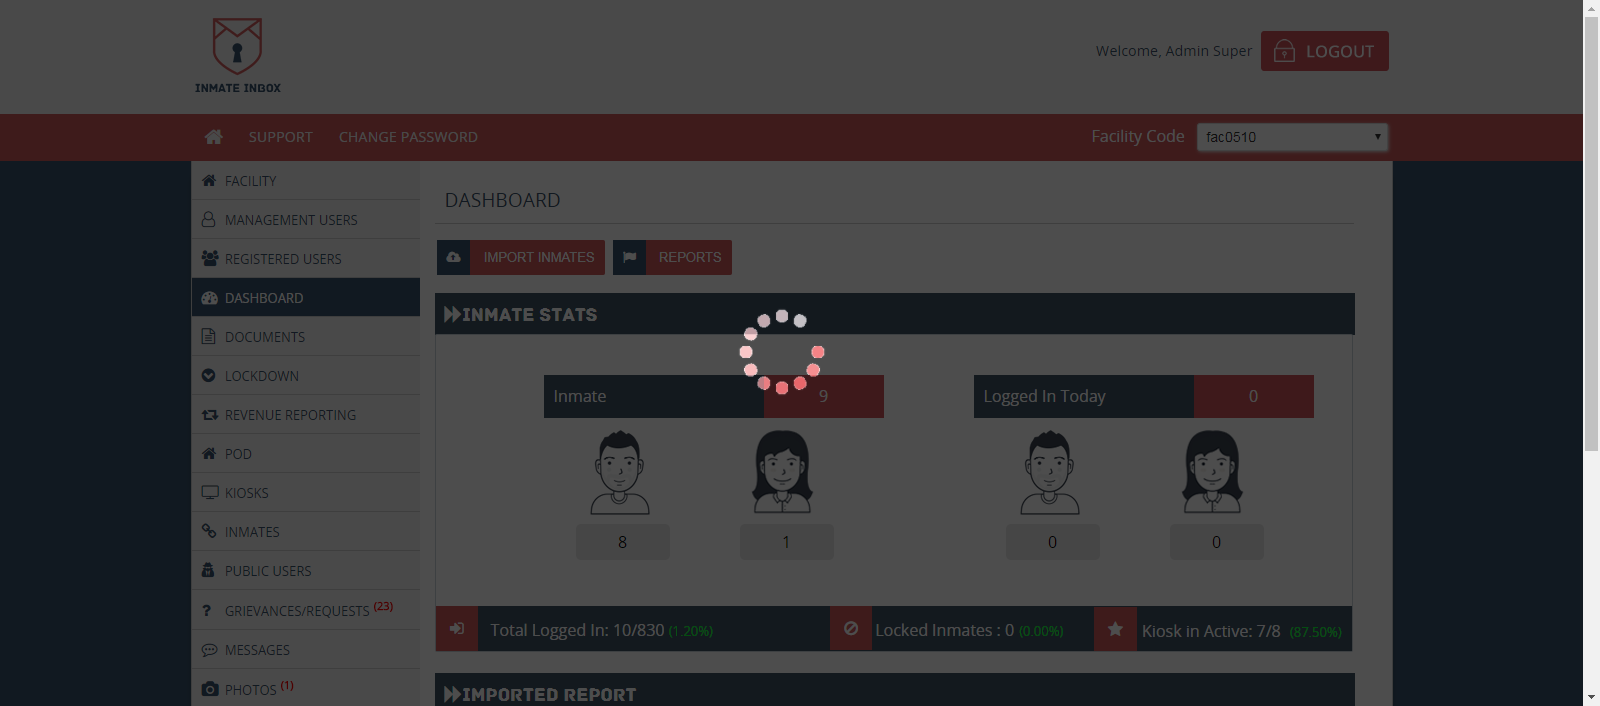 INMATE INBOX
Welcome, Admin Super
LOGOUT
SUPPORT
CHANGE PASSWORD
Facility Code
fac0510
FACILITY
MANAGEMENT USERS
REGISTERED USERS
DASHBOARD
DOCUMENTS
LOCKDOWN
REVENUE REPORTING
POD
KIOSKS
INMATES
PUBLIC USERS
GRIEVANCES/REQUESTS (23)
MESSAGES
PHOTOS (1)
DASHBOARD
IMPORT INMATES
REPORTS
INMATE STATS
Inmate 9
Logged In Today 0
8
1
0
0
Total Logged In: 10/830 (1.20%)
Locked Inmates : 0 (0.00%)
Kiosk in Active: 7/8 (87.50%)
IMPORTED REPORT